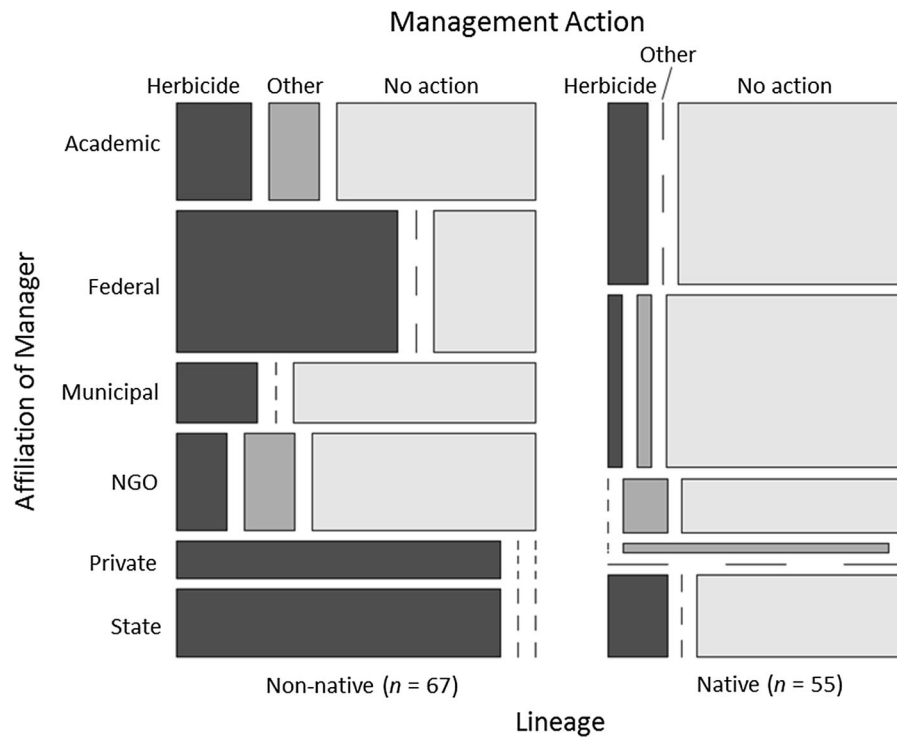 Management Action
Other
Herbicide Other No action Herbicide No action
Academic
Federal
Municipal
NGO
Private
State
Affiliation of Manager
Non-native (n = 67) Native (n = 55)
Lineage